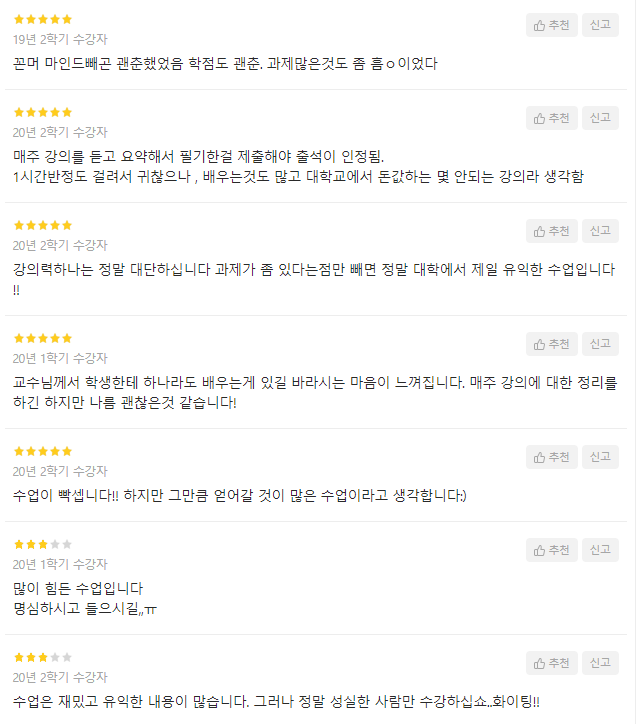 추천
신고
19년 2학기 수강자
꼰머 마인드빼곤 괜춘했었음 학점도 괜춘. 과제많은것도 좀 흠ㅇ이었다
추천
신고
20년 2학기 수강자
매주 강의를 듣고 요약해서 필기한걸 제출해야 출석이 인정됨.
1시간반정도 걸려서 귀찮으나 , 배우는것도 많고 대학교에서 돈값하는 몇 안되는 강의라 생각함
추천
신고
20년 2학기 수강자
강의력하나는 정말 대단하십니다 과제가 좀 있다는점만 빼면 정말 대학에서 제일 유익한 수업입니다
!!
추천
신고
20년 1학기 수강자
교수님께서 학생한테 하나라도 배우는게 있길 바라시는 마음이 느껴집니다. 매주 강의에 대한 정리를
하긴 하지만 나름 괜찮은것 같습니다!
추천
신고
20년 2학기 수강자
수업이 빡셉니다!! 하지만 그만큼 얻어갈 것이 많은 수업이라고 생각합니다:)
추천
신고
20년 1학기 수강자
많이 힘든 수업입니다
명심하시고 들으시길,,ㅠ
추천
신고
20년 2학기 수강자
수업은 재밌고 유익한 내용이 많습니다. 그러나 정말 성실한 사람만 수강하십쇼..화이팅!!